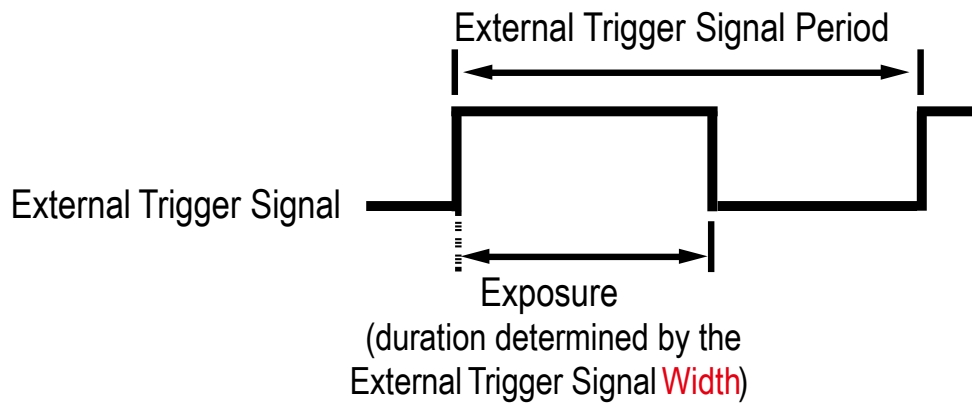 External Trigger Signal Period
External Trigger Signal
Exposure
(duration determined by the
External Trigger Signal Width)